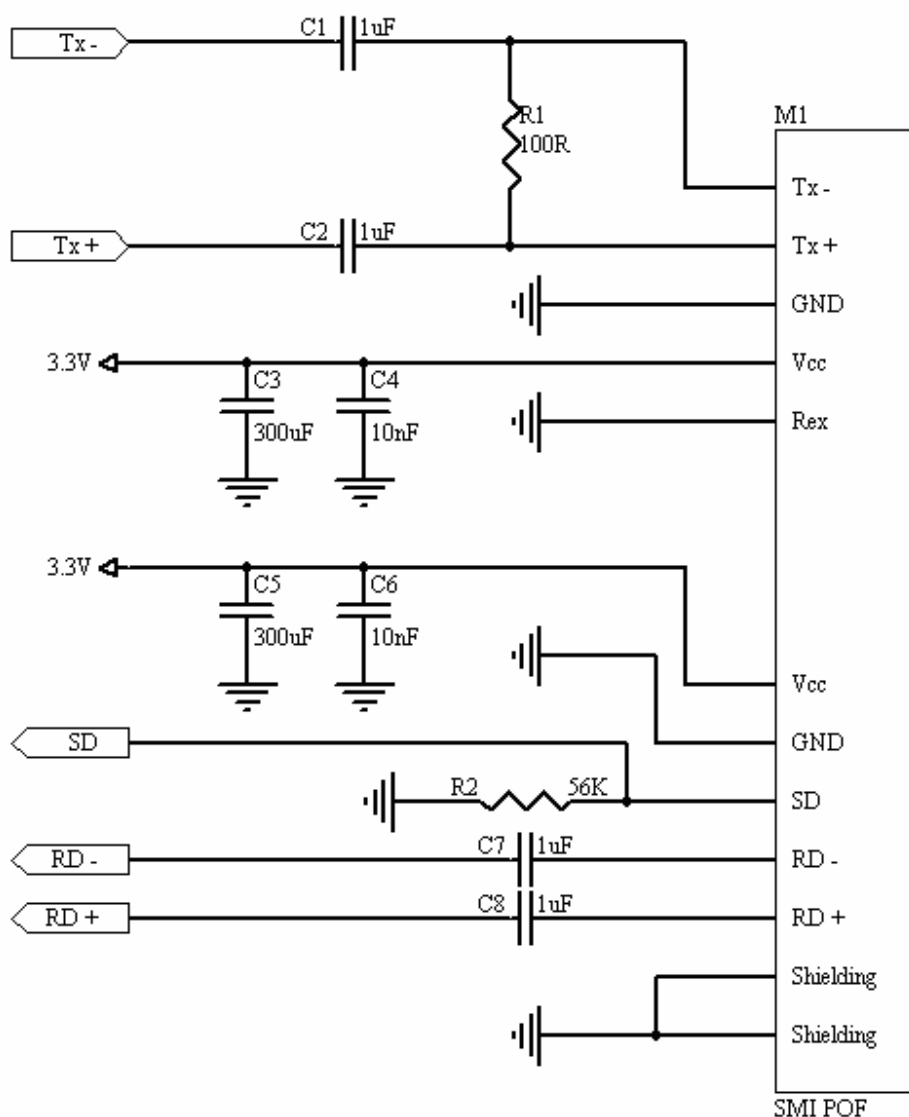 C1 1uF
Tx -
R1
100R
M1
Tx -
C2 1uF
Tx +
Tx +
GND
3.3V
Vcc
C3 C4
300uF 10nF
Rex
3.3V
C5 C6
300uF 10nF
Vcc
SD
GND
R2 56K
SD
C7 1uF
RD -
RD -
C8 1uF
RD +
RD +
Shielding
Shielding
SMI POF